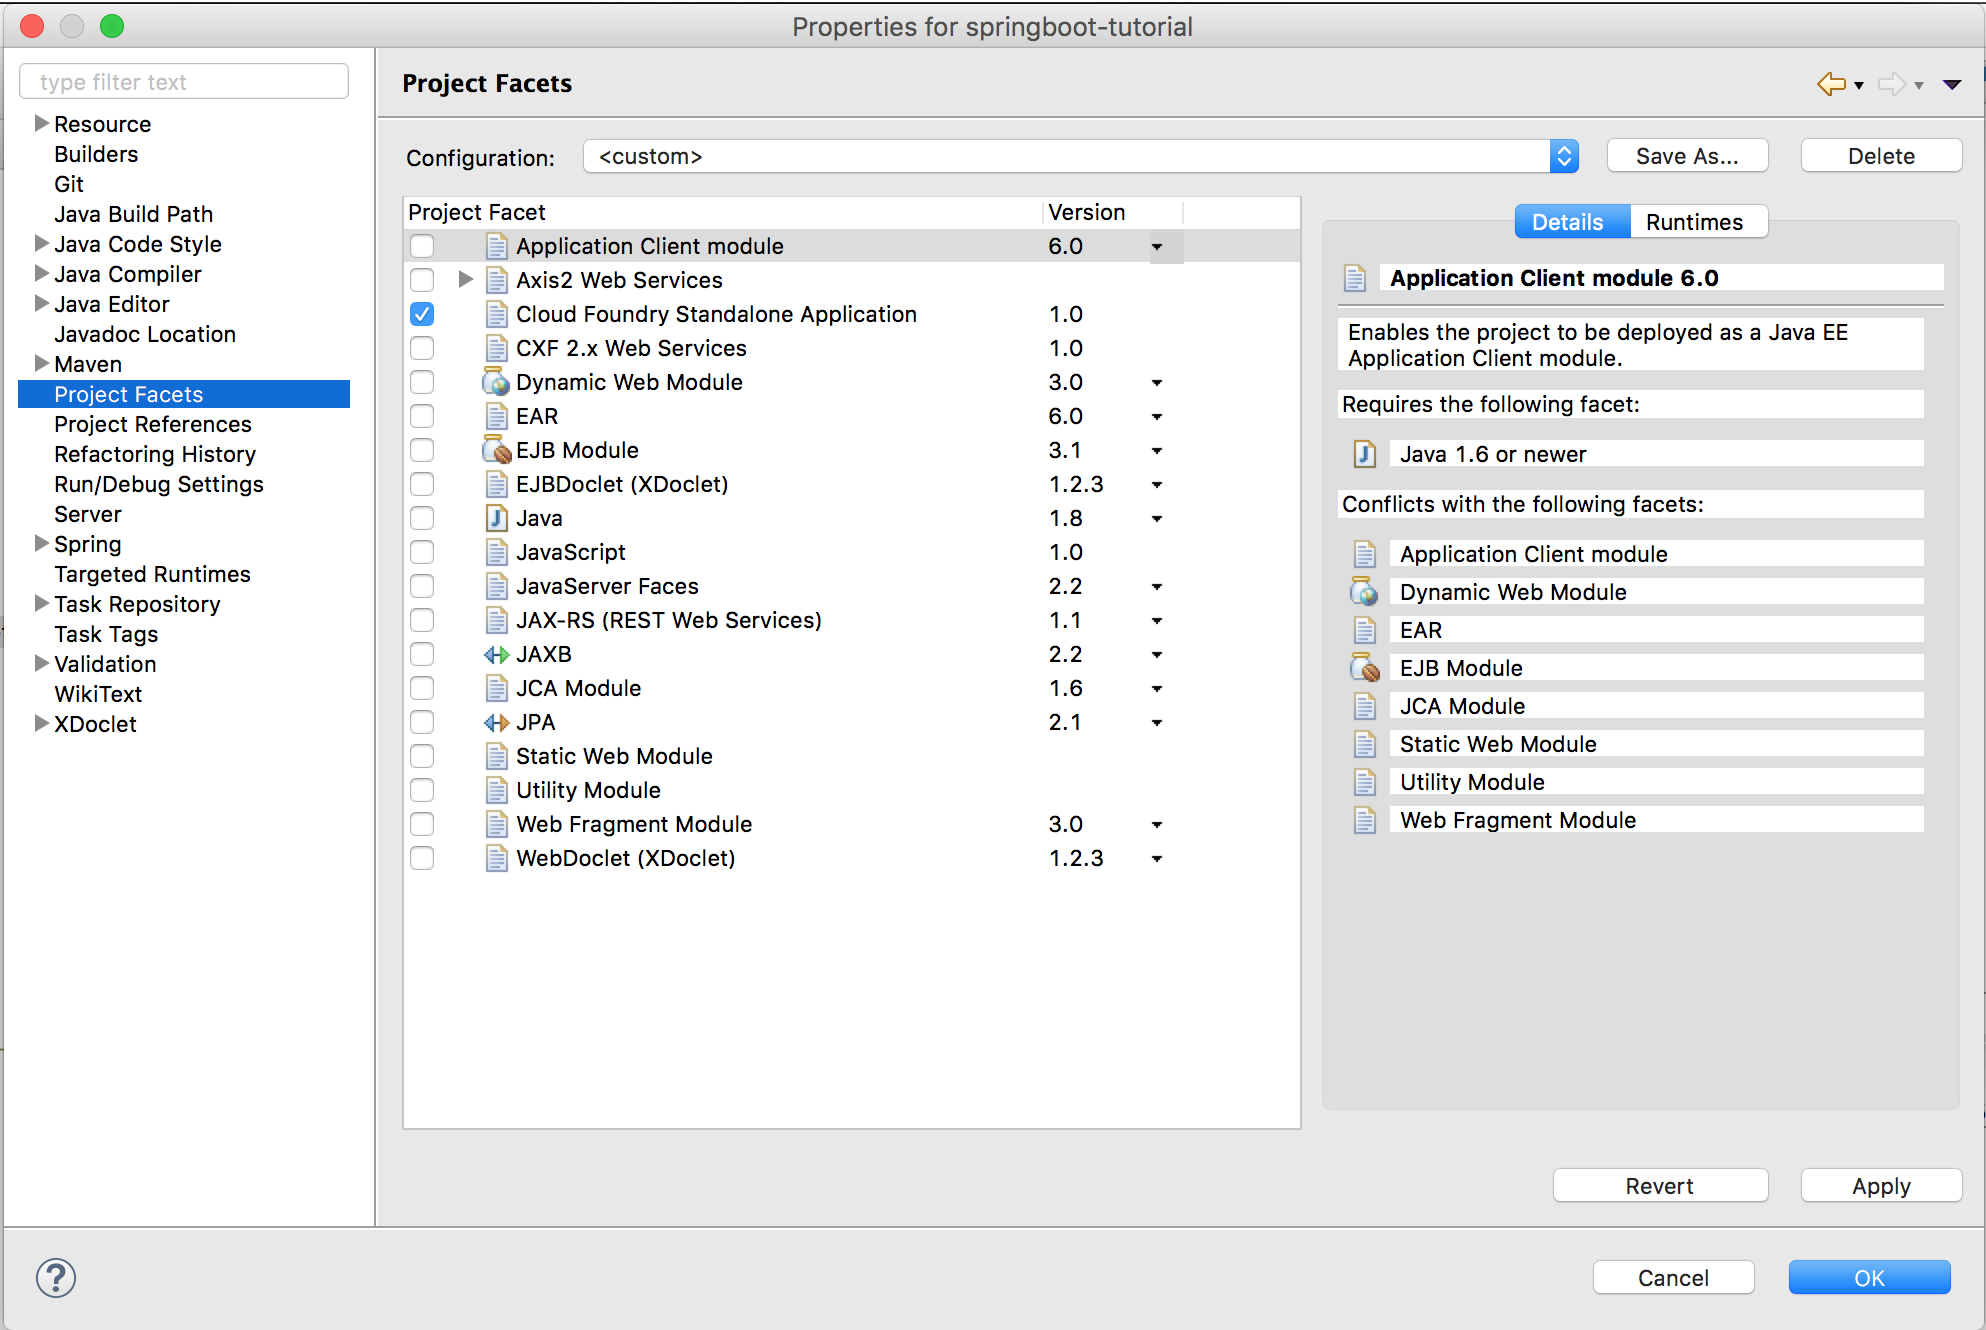 Properties for springboot-tutorial
type filter text
Resource
Builders
Git
Java Build Path
Java Code Style
Java Compiler
Java Editor
Javadoc Location
Maven
Project Facets
Project References
Refactoring History
Run/Debug Settings
Server
Spring
Targeted Runtimes
Task Repository
Task Tags
Validation
WikiText
XDoclet
Project Facets
Configuration: <custom> Save As... Delete
Project Facet Version
Application Client module 6.0
Axis2 Web Services
Cloud Foundry Standalone Application 1.0
CXF 2.x Web Services 1.0
Dynamic Web Module 3.0
EAR 6.0
EJB Module 3.1
EJBDoclet (XDoclet) 1.2.3
Java 1.8
JavaScript 1.0
JavaServer Faces 2.2
JAX-RS (REST Web Services) 1.1
JAXB 2.2
JCA Module 1.6
JPA 2.1
Static Web Module
Utility Module
Web Fragment Module 3.0
WebDoclet (XDoclet) 1.2.3
Details Runtimes
Application Client module 6.0
Enables the project to be deployed as a Java EE
Application Client module.
Requires the following facet:
Java 1.6 or newer
Conflicts with the following facets:
Application Client module
Dynamic Web Module
EAR
EJB Module
JCA Module
Static Web Module
Utility Module
Web Fragment Module
Revert Apply
? Cancel OK